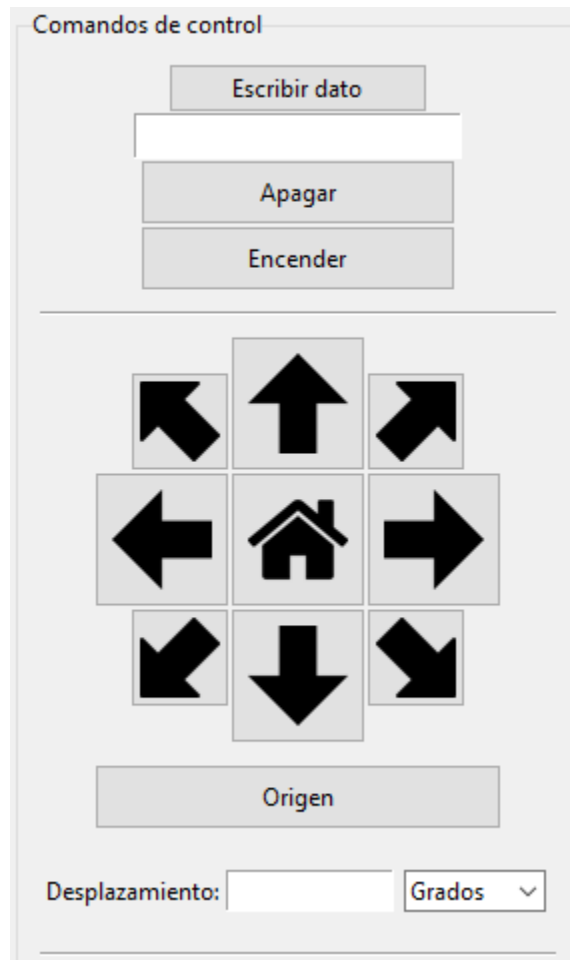 Comandos de control
Escribir dato
Apagar
Encender
Origen
Desplazamiento: Grados